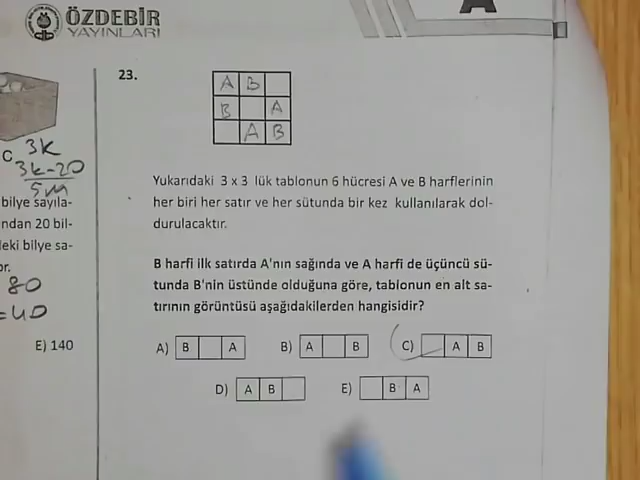 ÖZDEBİR
YAYINLARI
A
23.
A B
B A
A B
C 3k
3k-20
5m
bilye sayıla-
ndan 20 bil-
deki bilye sa-
or.
80
=40
E) 140
Yukarıdaki 3 x 3 lük tablonun 6 hücresi A ve B harflerinin
her biri her satır ve her sütunda bir kez kullanılarak dol-
durulacaktır.
B harfi ilk satırda A'nın sağında ve A harfi de üçüncü sü-
tunda B'nin üstünde olduğuna göre, tablonun en alt sa-
tırının görüntüsü aşağıdakilerden hangisidir?
A) B A B) A B C) A B
D) A B E) B A